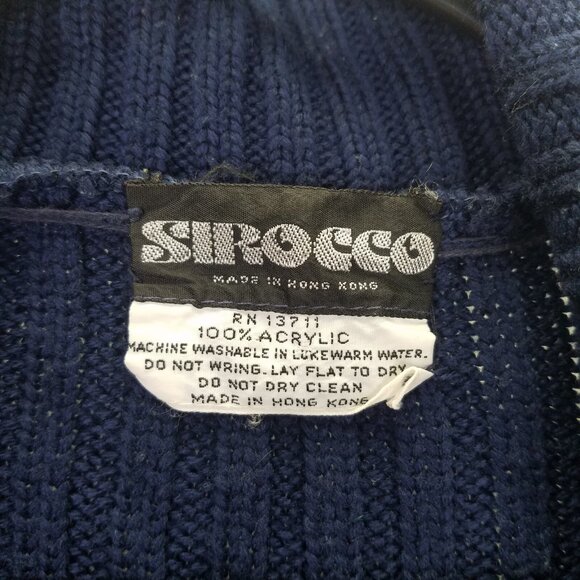 SIROCCO
MADE IN HONG KONG
RN 13711
100% ACRYLIC
MACHINE WASHABLE IN LUKEWARM WATER.
DO NOT WRING. LAY FLAT TO DRY
DO NOT DRY CLEAN
MADE IN HONG KONG